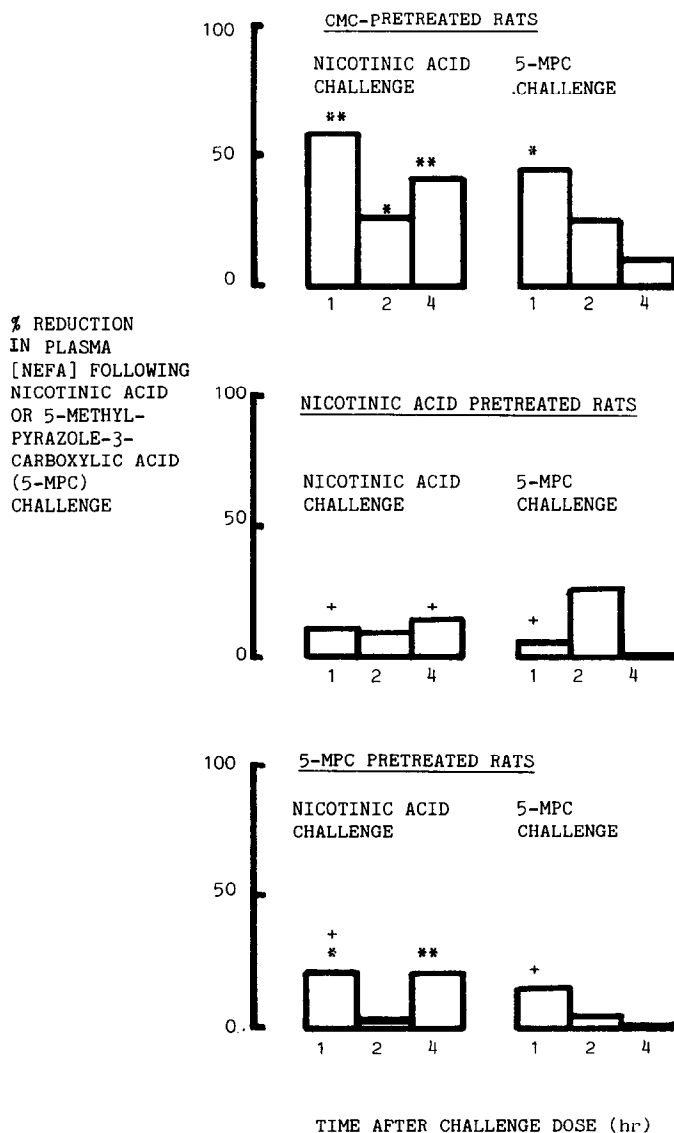 CMC-PRETREATED RATS
100
NICOTINIC ACID
CHALLENGE
5-MPC
.CHALLENGE
**
**
*
*
50
0
1 2 4
1 2 4
% REDUCTION
IN PLASMA
[NEFA] FOLLOWING
NICOTINIC ACID
OR 5-METHYL-
PYRAZOLE-3-
CARBOXYLIC ACID
(5-MPC)
CHALLENGE
100
NICOTINIC ACID PRETREATED RATS
NICOTINIC ACID
CHALLENGE
5-MPC
CHALLENGE
50
+ +
+
0
1 2 4
1 2 4
100
5-MPC PRETREATED RATS
NICOTINIC ACID
CHALLENGE
5-MPC
CHALLENGE
50
+
* **
+
0
1 2 4
1 2 4
TIME AFTER CHALLENGE DOSE (hr)